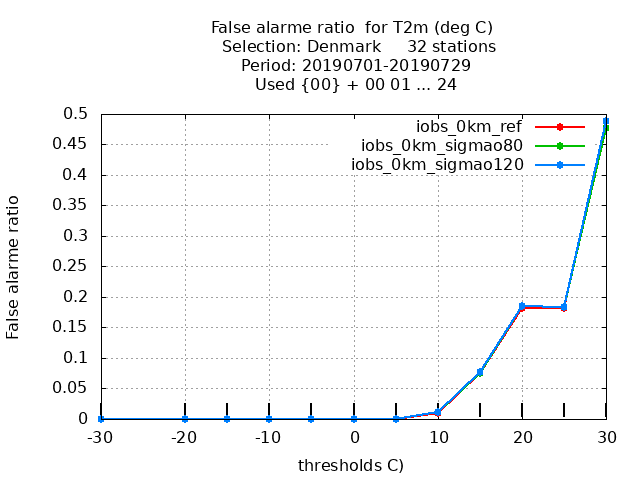 False alarme ratio  for T2m (deg C)
Selection: Denmark     32 stations
Period: 20190701-20190729
Used {00} + 00 01 ... 24
iobs_0km_ref
iobs_0km_sigmao80
iobs_0km_sigmao120
False alarme ratio
0.5
0.45
0.4
0.35
0.3
0.25
0.2
0.15
0.1
0.05
0
-30
-20
-10
0
10
20
30
thresholds C)